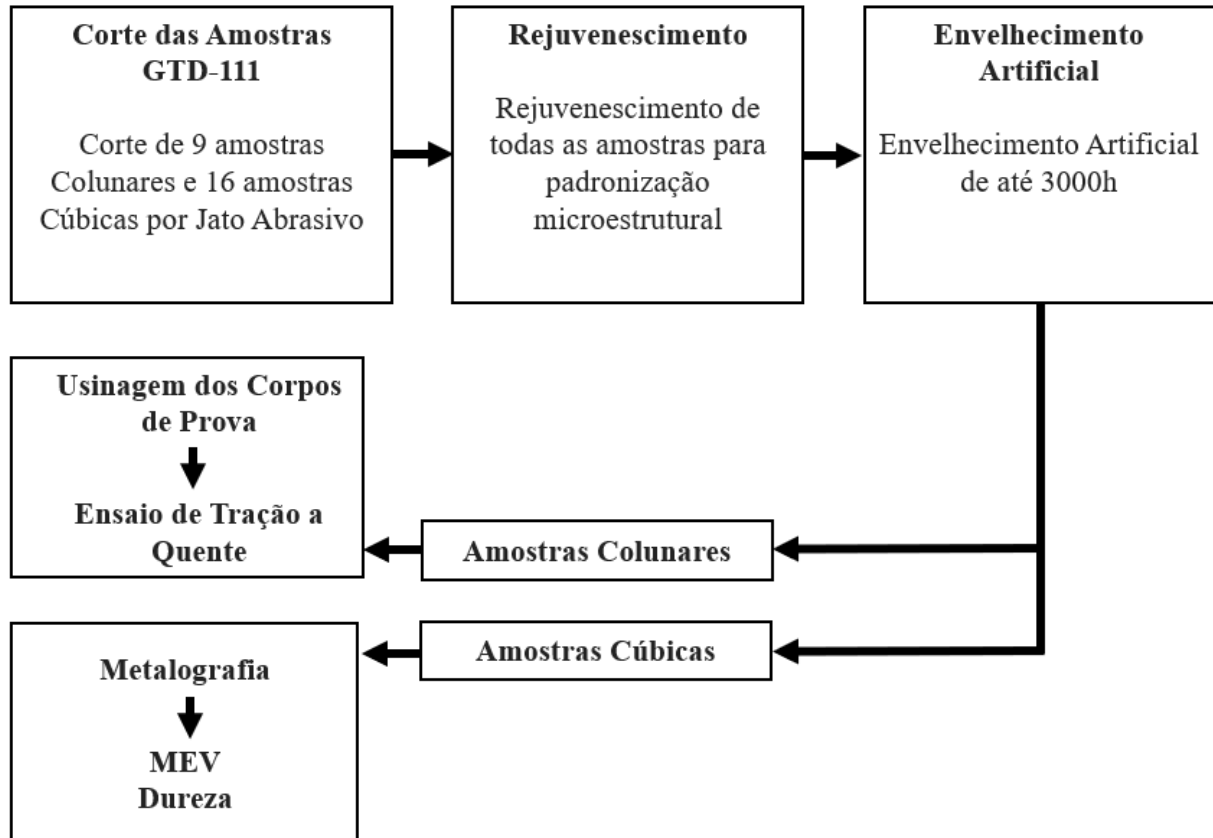 Corte das Amostras
GTD-111
Corte de 9 amostras
Colunares e 16 amostras
Cúbicas por Jato Abrasivo
Rejuvenescimento
Rejuvenescimento de
todas as amostras para
padronização
microestrutural
Envelhecimento
Artificial
Envelhecimento Artificial
de até 3000h
Usinagem dos Corpos
de Prova
Ensaio de Tração a
Quente
Amostras Colunares
Amostras Cúbicas
Metalografia
MEV
Dureza